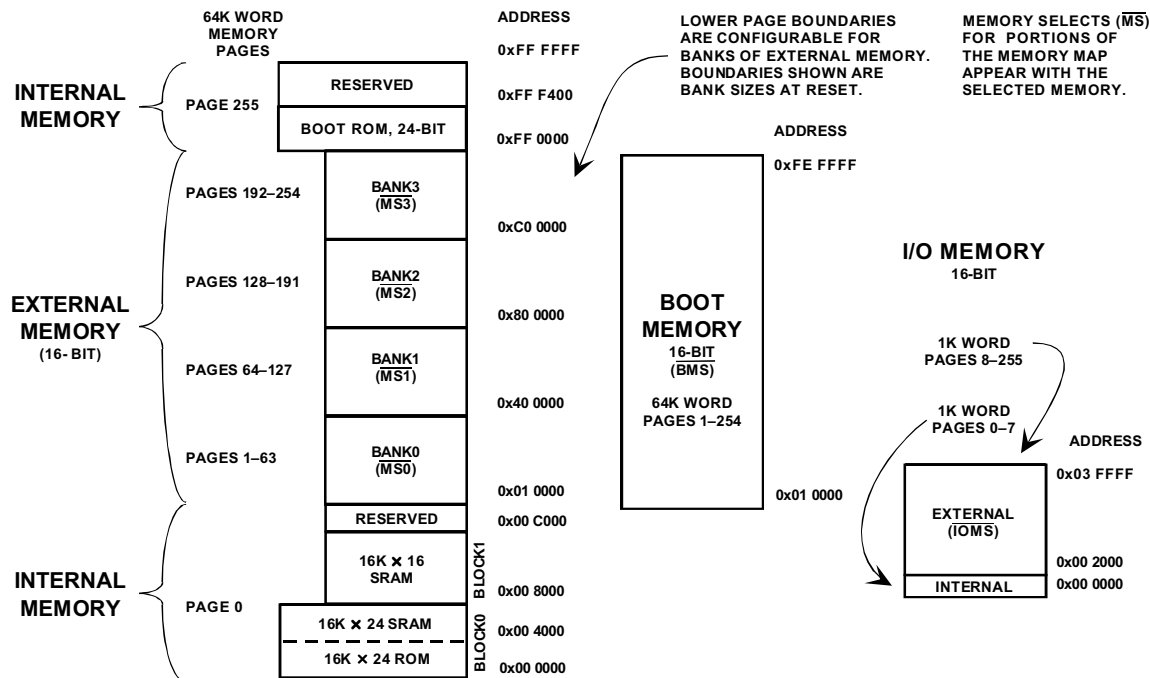 64K WORD
MEMORY
PAGES
ADDRESS
0xFF FFFF
INTERNAL
MEMORY
PAGE 255
RESERVED
0xFF F400
BOOT ROM, 24-BIT
0xFF 0000
EXTERNAL
MEMORY
(16- BIT)
PAGES 192–254
BANK3
(MS3)
0xC0 0000
PAGES 128–191
BANK2
(MS2)
0x80 0000
PAGES 64–127
BANK1
(MS1)
0x40 0000
PAGES 1–63
BANK0
(MS0)
0x01 0000
INTERNAL
MEMORY
PAGE 0
RESERVED
0x00 C000
16K × 16
SRAM
BLOCK1
0x00 8000
16K × 24 SRAM
0x00 4000
BLOCK0
16K × 24 ROM
0x00 0000
LOWER PAGE BOUNDARIES
ARE CONFIGURABLE FOR
BANKS OF EXTERNAL MEMORY.
BOUNDARIES SHOWN ARE
BANK SIZES AT RESET.
MEMORY SELECTS (MS)
FOR PORTIONS OF
THE MEMORY MAP
APPEAR WITH THE
SELECTED MEMORY.
ADDRESS
0xFE FFFF
BOOT
MEMORY
16-BIT
(BMS)
64K WORD
PAGES 1–254
0x01 0000
I/O MEMORY
16-BIT
1K WORD
PAGES 8–255
1K WORD
PAGES 0–7
ADDRESS
0x03 FFFF
EXTERNAL
(IOMS)
0x00 2000
INTERNAL
0x00 0000